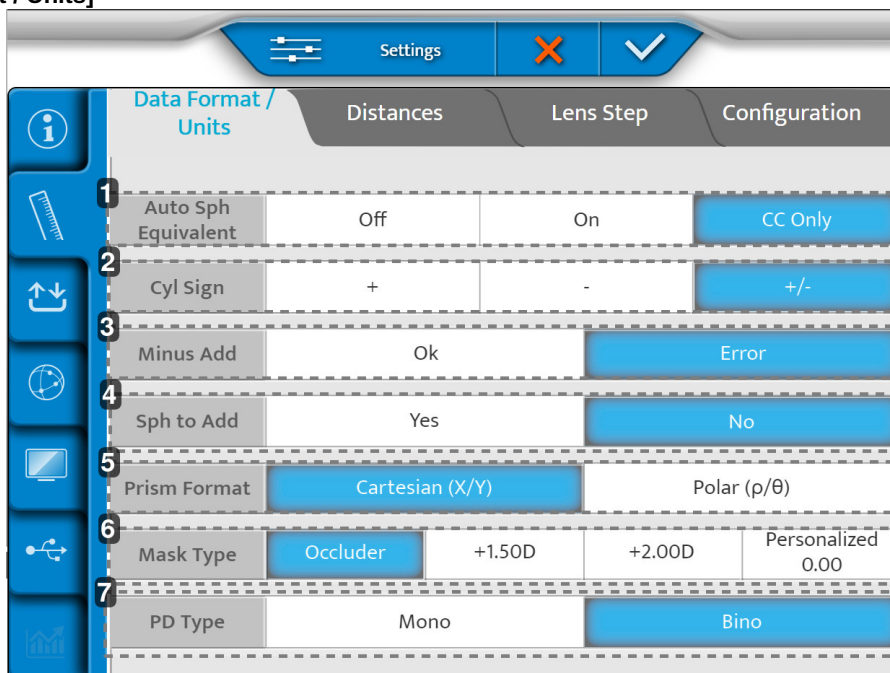 t / Units]
Settings
Data Format /
Units
Distances
Lens Step
Configuration
1
Auto Sph
Equivalent
Off
On
CC Only
2
Cyl Sign
+
-
+/-
3
Minus Add
Ok
Error
4
Sph to Add
Yes
No
5
Prism Format
Cartesian (X/Y)
Polar (ρ/θ)
6
Mask Type
Occluder
+1.50D
+2.00D
Personalized
0.00
7
PD Type
Mono
Bino